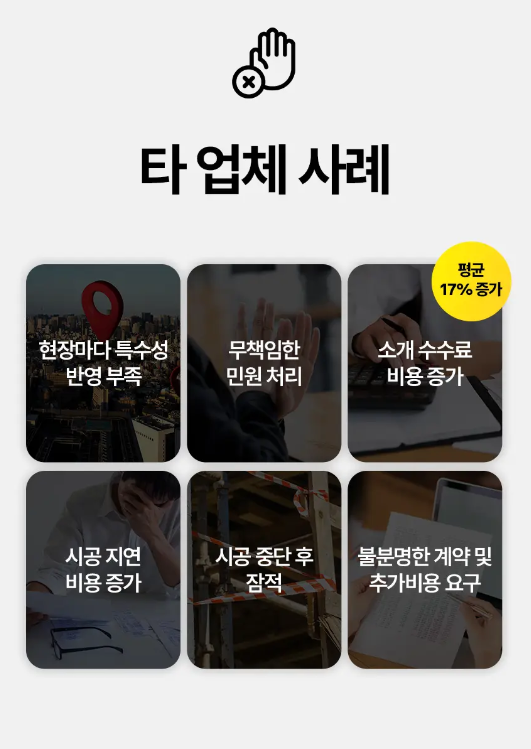 타 업체 사례
평균
17% 증가
현장마다 특수성
반영 부족
무책임한
민원 처리
소개 수수료
비용 증가
시공 지연
비용 증가
시공 중단 후
잠적
불분명한 계약 및
추가비용 요구